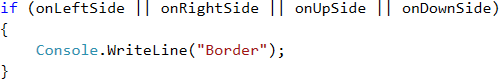 if (onLeftSide || onRightSide || onUpSide || onDownSide)
{
    Console.WriteLine("Border");
}